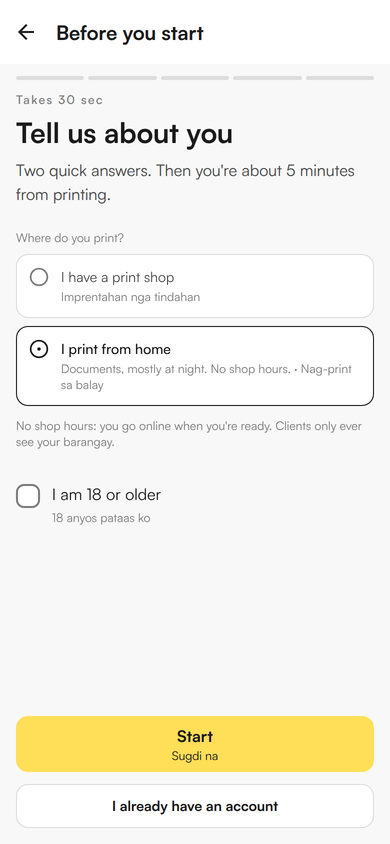 Before you start
Takes 30 sec
Tell us about you
Two quick answers. Then you're about 5 minutes
from printing.
Where do you print?
I have a print shop
Imprentahan nga tindahan
I print from home
Documents, mostly at night. No shop hours. · Nag-print
sa balay
No shop hours: you go online when you're ready. Clients only ever
see your barangay.
I am 18 or older
18 anyos pataas ko
Start
Sugdi na
I already have an account